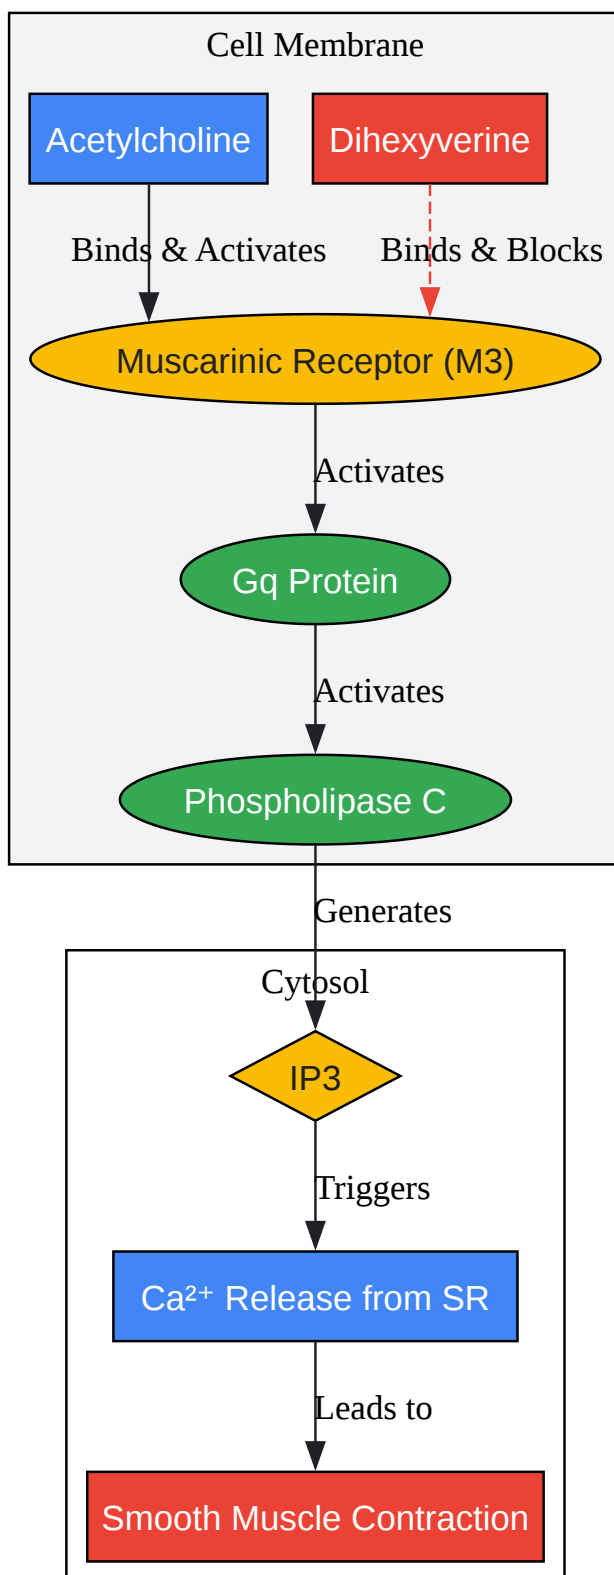 Cell Membrane
Acetylcholine
Dihexyverine
Binds & Activates
Binds & Blocks
Muscarinic Receptor (M3)
Activates
Gq Protein
Activates
Phospholipase C
Generates
Cytosol
IP3
Triggers
Ca²⁺ Release from SR
Leads to
Smooth Muscle Contraction